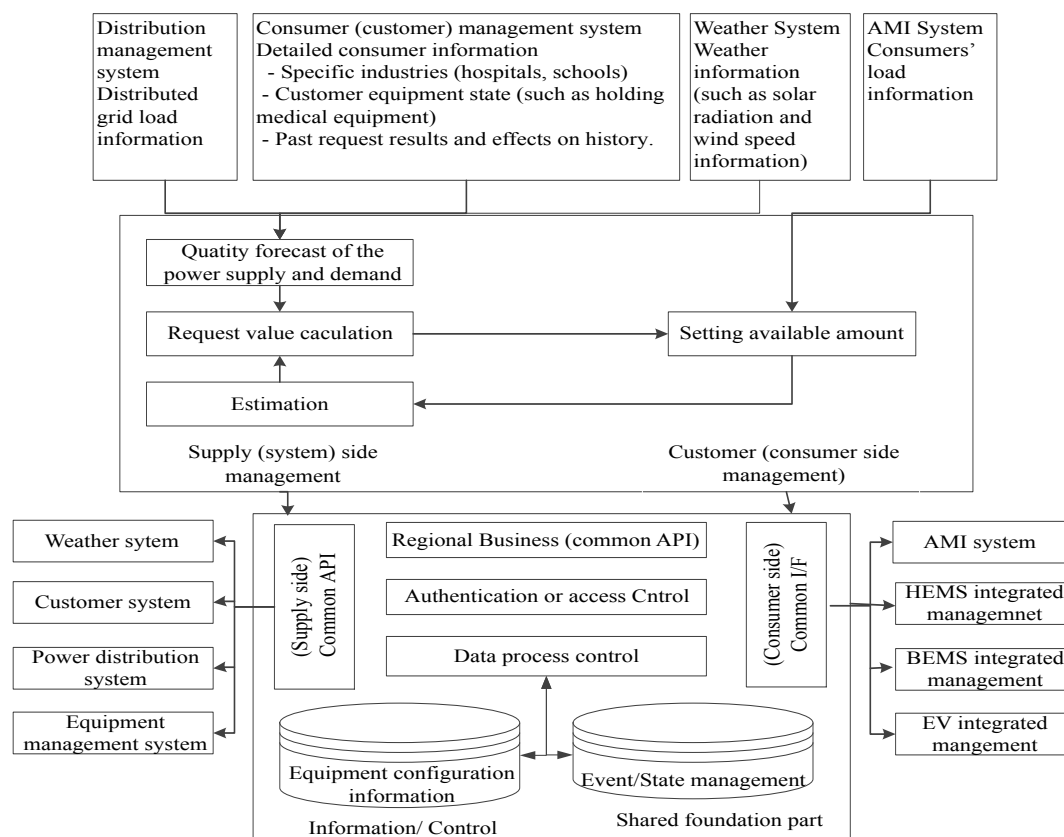 Distribution
management
system
Distributed
grid load
information
Consumer (customer) management system
Detailed consumer information
- Specific industries (hospitals, schools)
- Customer equipment state (such as holding
medical equipment)
- Past request results and effects on history.
Weather System
Weather
information
(such as solar
radiation and
wind speed
information)
AMI System
Consumers’
load
information
Quatity forecast of the
power supply and demand
Request value caculation
Setting available amount
Estimation
Supply (system) side
management
Customer (consumer side
management)
Weather sytem
Customer system
Power distribution
system
Equipment
management system
(Supply side)
Common API
Regional Business (common API)
Authentication or access Cntrol
Data process control
(Consumer side)
Common I/F
AMI system
HEMS integrated
managemnet
BEMS integrated
management
EV integrated
mangement
Equipment configuration
information
Event/State management
Information/ Control
Shared foundation part